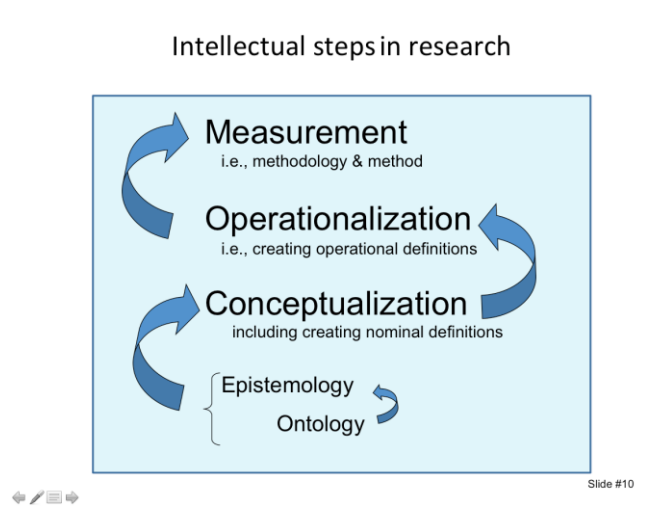 Intellectual steps in research
Measurement
i.e., methodology & method
Operationalization
i.e., creating operational definitions
Conceptualization
including creating nominal definitions
Epistemology
Ontology
Slide #10